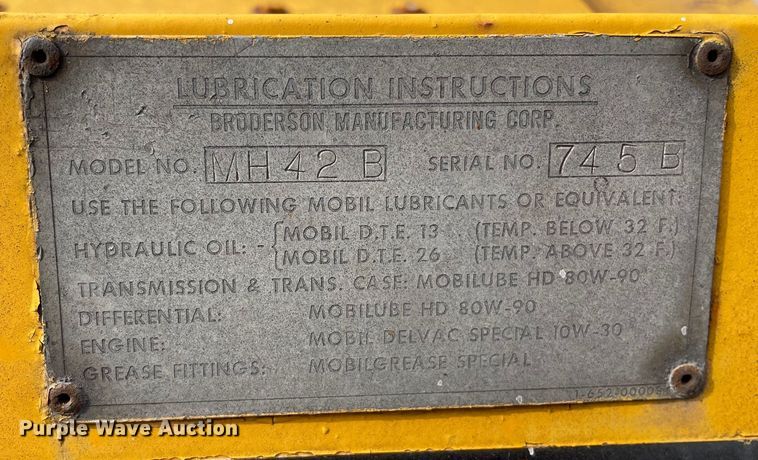 LUBRICATION INSTRUCTIONS
BRODERSON MANUFACTURING CORP.
MODEL NO. MH42 B SERIAL NO. 745 B
USE THE FOLLOWING MOBIL LUBRICANTS OR EQUIVALENT:
HYDRAULIC OIL: - { MOBIL D.T.E. 13 (TEMP. BELOW 32 F.)
MOBIL D.T.E. 26 (TEMP. ABOVE 32 F.)
TRANSMISSION & TRANS. CASE: MOBILUBE HD 80W-90
DIFFERENTIAL: MOBILUBE HD 80W-90
ENGINE: MOBIL DELVAC SPECIAL 10W-30
GREASE FITTINGS: MOBILGREASE SPECIAL
Purple Wave Auction